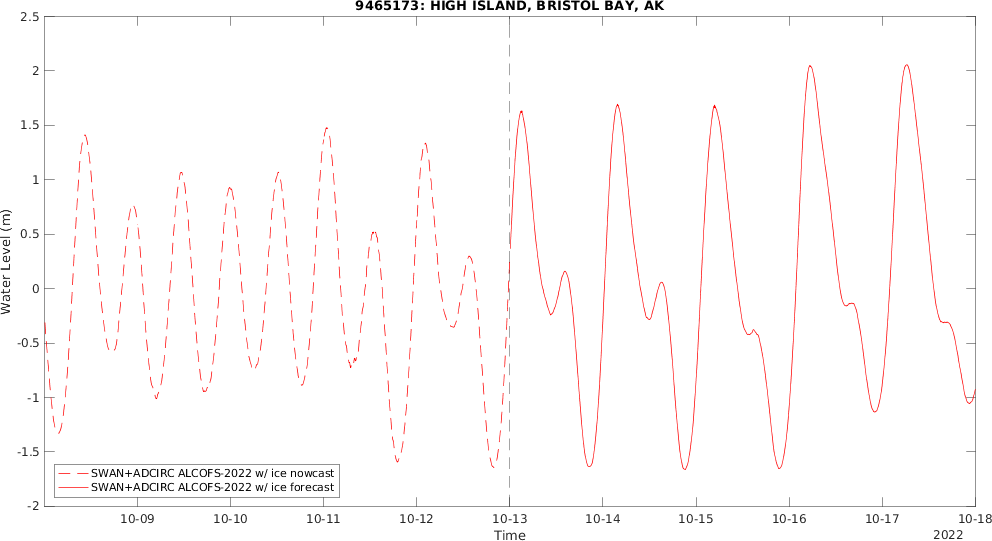 9465173: HIGH ISLAND, BRISTOL BAY, AK
Water Level (m)
2.5
2
1.5
1
0.5
0
-0.5
-1
-1.5
-2
SWAN+ADCIRC ALCOFS-2022 w/ ice nowcast
SWAN+ADCIRC ALCOFS-2022 w/ ice forecast
10-09 10-10 10-11 10-12 10-13 10-14 10-15 10-16 10-17 10-18
Time
2022